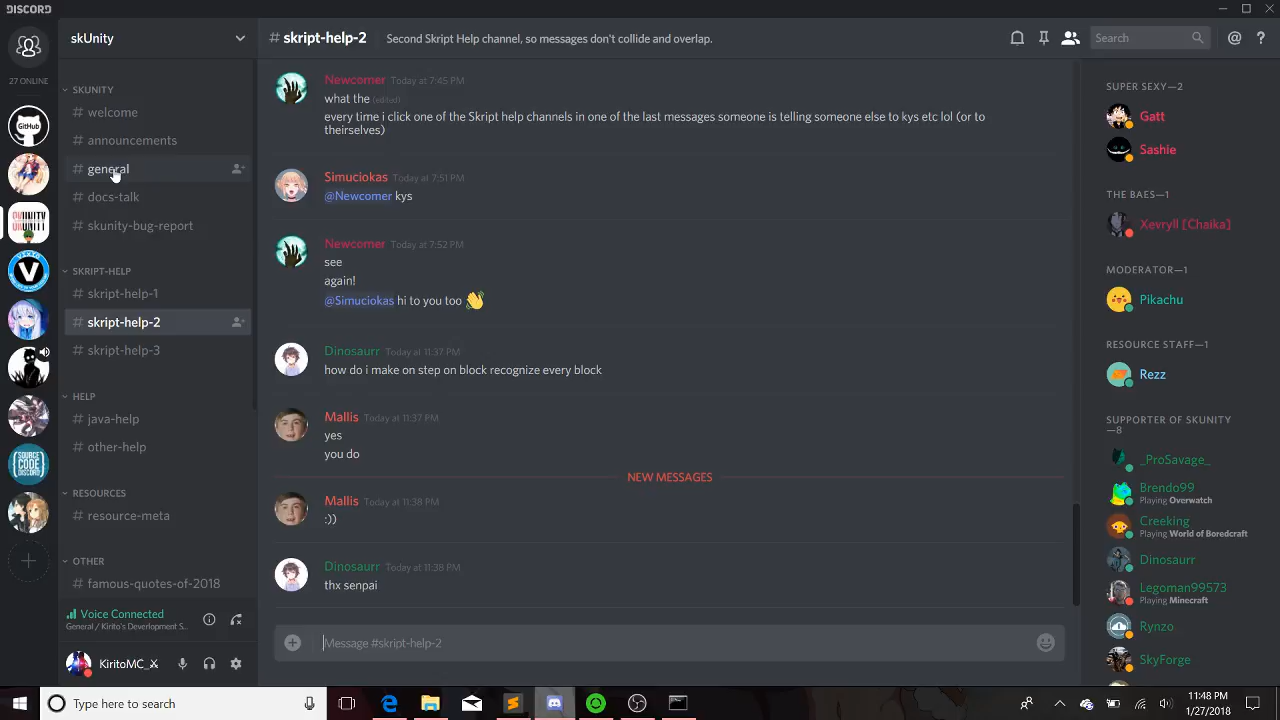 DISCORD
27 ONLINE
GitHub
SKUNITY
V
SOURCE
CODE
DISCORD
skUnity
SKUNITY
# welcome
# announcements
# general
# docs-talk
# skunity-bug-report
SKRIPT-HELP
# skript-help-1
# skript-help-2
# skript-help-3
HELP
# java-help
# other-help
RESOURCES
# resource-meta
OTHER
# famous-quotes-of-2018
Voice Connected
General / Kirito's Development S...
KiritoMC_X
# skript-help-2 Second Skript Help channel, so messages don't collide and overlap.
Search
Newcomer Today at 7:45 PM
what the (edited)
every time i click one of the Skript help channels in one of the last messages someone is telling someone else to kys etc lol (or to
theirselves)
Simuciokas Today at 7:51 PM
@Newcomer kys
Newcomer Today at 7:52 PM
see
again!
@Simuciokas hi to you too 👋
Dinosaurr Today at 11:37 PM
how do i make on step on block recognize every block
Mallis Today at 11:37 PM
yes
you do
NEW MESSAGES
Mallis Today at 11:38 PM
:))
Dinosaurr Today at 11:38 PM
thx senpai
Message #skript-help-2
SUPER SEXY—2
Gatt
Sashie
THE BAES—1
Xevryll [Chaika]
MODERATOR—1
Pikachu
RESOURCE STAFF—1
Rezz
SUPPORTER OF SKUNITY
—8
_ProSavage_
Brendo99
Playing Overwatch
Creeking
Playing World of Boredcraft
Dinosaurr
Legoman99573
Playing Minecraft
Rynzo
SkyForge
Type here to search
11:48 PM
1/27/2018